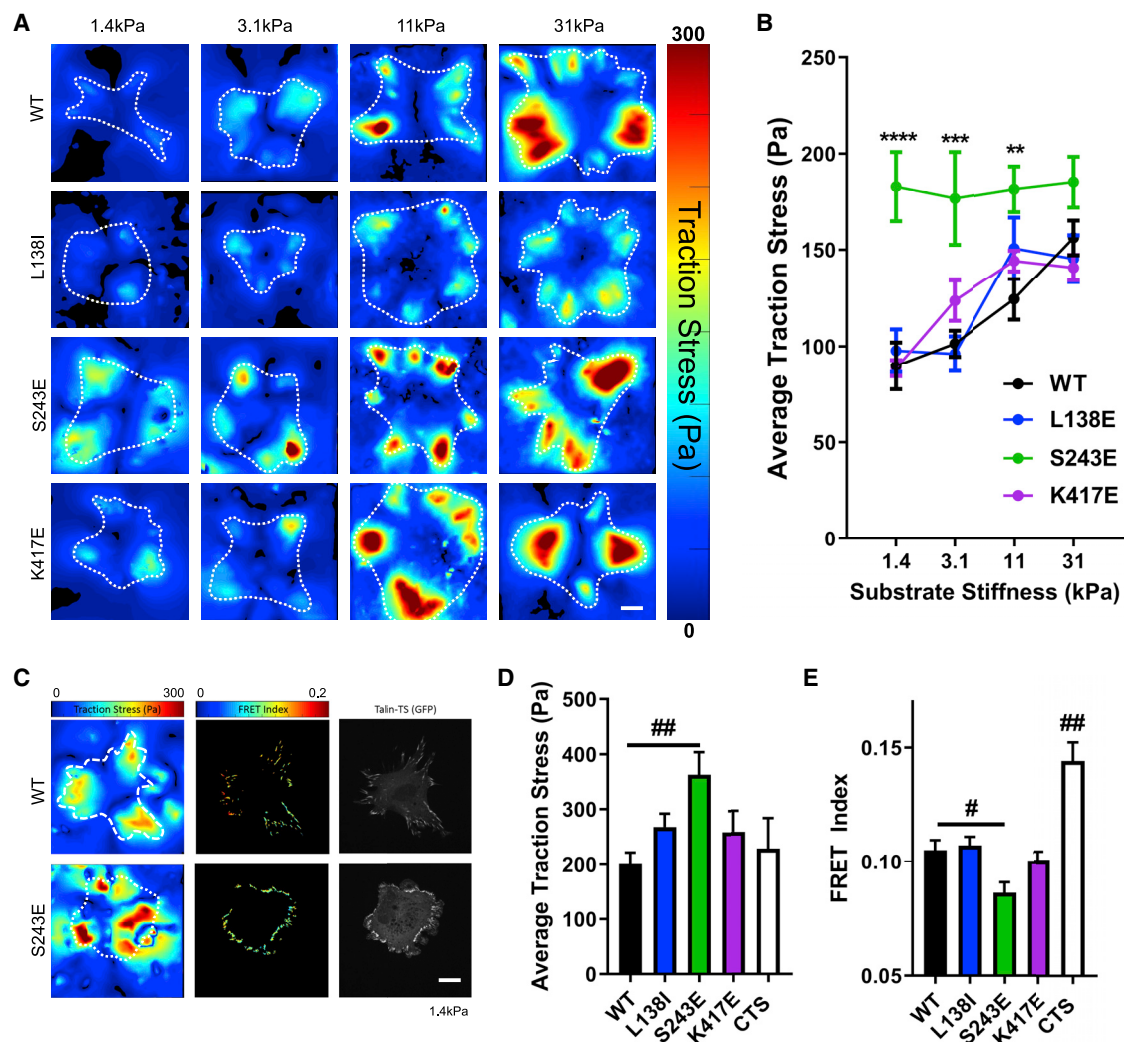 A
1.4kPa 3.1kPa 11kPa 31kPa
WT
L138I
S243E
K417E
300
Traction Stress (Pa)
0
B
Average Traction Stress (Pa)
250
200
150
100
50
0
**** *** **
WT
L138E
S243E
K417E
1.4 3.1 11 31
Substrate Stiffness (kPa)
C
0 300
Traction Stress (Pa)
0 0.2
FRET Index
Talin-TS (GFP)
WT
S243E
1.4kPa
D
Average Traction Stress (Pa)
500
400
300
200
100
0
##
WT L138I S243E K417E CTS
E
FRET Index
0.15
0.10
0.05
#
##
WT L138I S243E K417E CTS